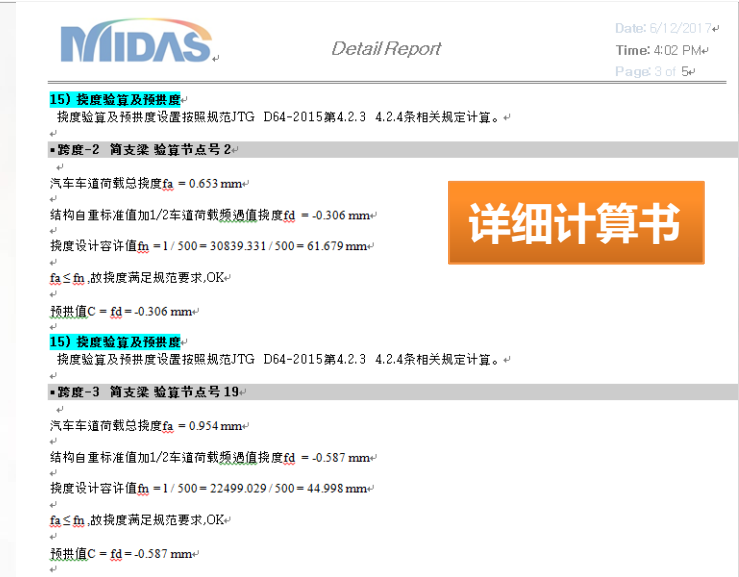 MIDAS
Detail Report
Date: 6/12/2017
Time: 4:02 PM
Page: 3 of 5
15) 挠度验算及预拱度
挠度验算及预拱度设置按照规范JTG D64-2015第4.2.3 4.2.4条相关规定计算。
▪跨度-2 简支梁 验算节点号 2
汽车车道荷载总挠度fa = 0.653 mm
结构自重标准值加1/2车道荷载频遇值挠度fd = -0.306 mm
挠度设计容许值fn = l / 500 = 30839.331 / 500 = 61.679 mm
fa ≤ fn ,故挠度满足规范要求,OK
预拱值C = fd = -0.306 mm
详细计算书
15) 挠度验算及预拱度
挠度验算及预拱度设置按照规范JTG D64-2015第4.2.3 4.2.4条相关规定计算。
▪跨度-3 简支梁 验算节点号 19
汽车车道荷载总挠度fa = 0.954 mm
结构自重标准值加1/2车道荷载频遇值挠度fd = -0.587 mm
挠度设计容许值fn = l / 500 = 22499.029 / 500 = 44.998 mm
fa ≤ fn ,故挠度满足规范要求,OK
预拱值C = fd = -0.587 mm